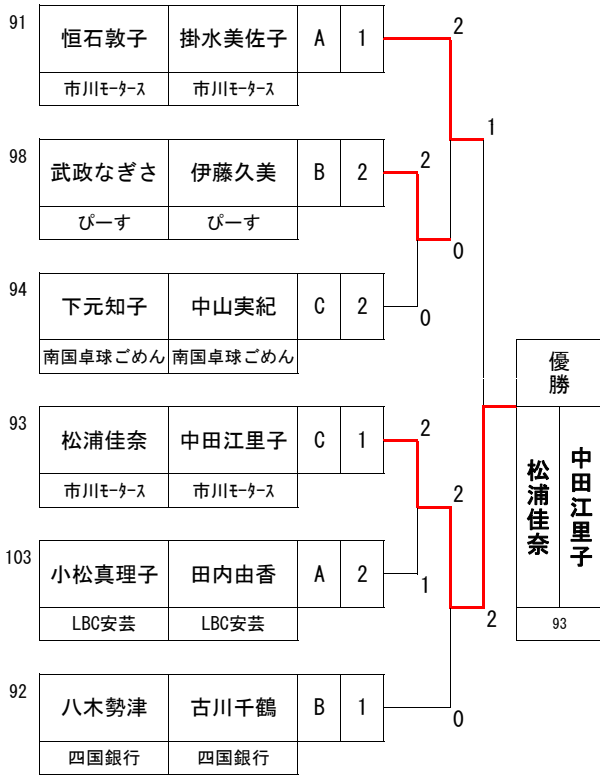 91 恒石敦子 掛水美佐子 A 1
市川ﾓｰﾀｰｽ 市川ﾓｰﾀｰｽ
2
1
98 武政なぎさ 伊藤久美 B 2
2
ぴーす ぴーす
0
94 下元知子 中山実紀 C 2
0
南国卓球ごめん 南国卓球ごめん
優勝
93 松浦佳奈 中田江里子 C 1
2
市川ﾓｰﾀｰｽ 市川ﾓｰﾀｰｽ
2
松浦佳奈 中田江里子
103 小松真理子 田内由香 A 2
1
LBC安芸 LBC安芸
2
93
92 八木勢津 古川千鶴 B 1
0
四国銀行 四国銀行